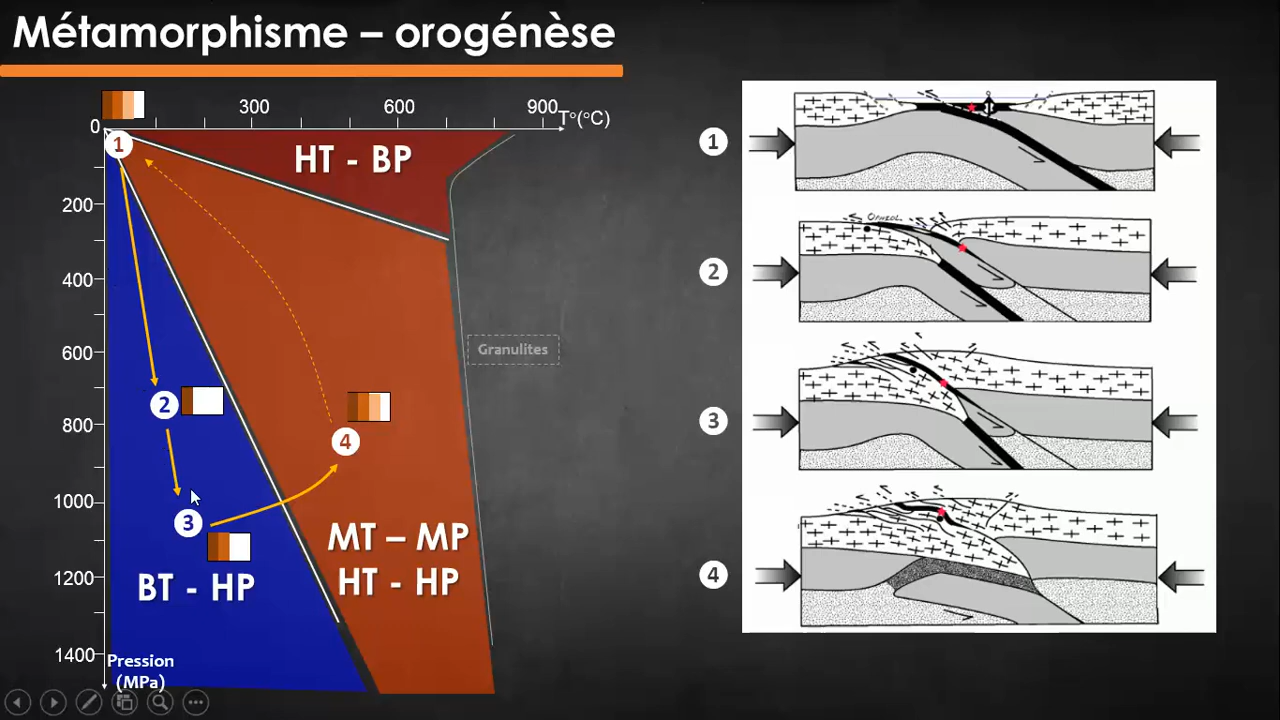 Métamorphisme – orogénèse
300
600
900
T°(°C)
0
1
HT - BP
200
400
600
Granulites
2
800
4
1000
3
MT – MP
HT - HP
1200
BT - HP
1400
Pression
(MPa)
1
2
3
4